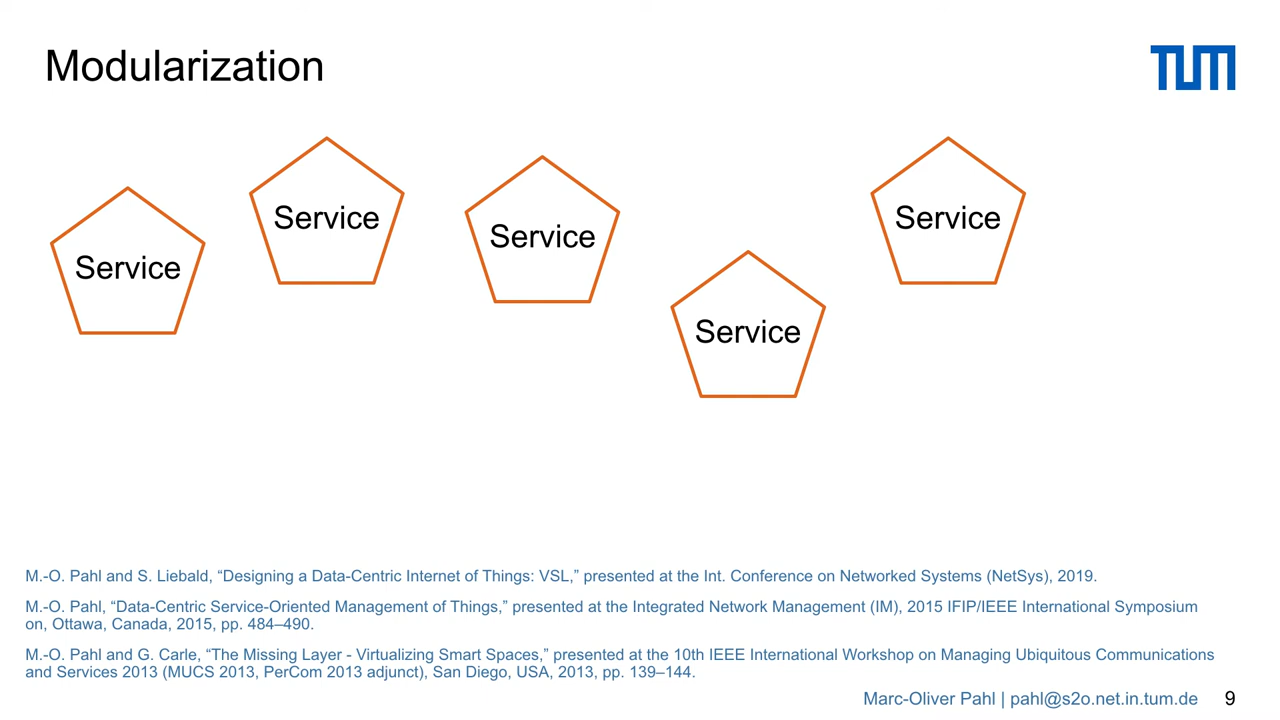 Modularization
TUM
Service
Service
Service
Service
Service
M.-O. Pahl and S. Liebald, “Designing a Data-Centric Internet of Things: VSL,” presented at the Int. Conference on Networked Systems (NetSys), 2019.
M.-O. Pahl, “Data-Centric Service-Oriented Management of Things,” presented at the Integrated Network Management (IM), 2015 IFIP/IEEE International Symposium
on, Ottawa, Canada, 2015, pp. 484–490.
M.-O. Pahl and G. Carle, “The Missing Layer - Virtualizing Smart Spaces,” presented at the 10th IEEE International Workshop on Managing Ubiquitous Communications
and Services 2013 (MUCS 2013, PerCom 2013 adjunct), San Diego, USA, 2013, pp. 139–144.
Marc-Oliver Pahl | pahl@s2o.net.in.tum.de 9